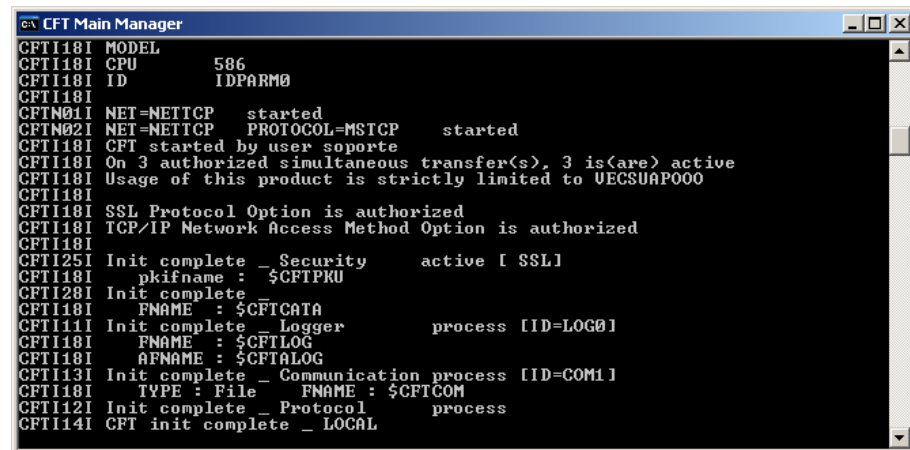 CFT Main Manager
CFTI18I MODEL
CFTI18I CPU 586
CFTI18I ID IDPARM0
CFTI18I
CFTN01I NET=NETTCP started
CFTN02I NET=NETTCP PROTOCOL=MSTCP started
CFTI18I CFT started by user soporte
CFTI18I On 3 authorized simultaneous transfer(s), 3 is(are) active
CFTI18I Usage of this product is strictly limited to VECSUAPOOO
CFTI18I
CFTI18I SSL Protocol Option is authorized
CFTI18I TCP/IP Network Access Method Option is authorized
CFTI18I
CFTI25I Init complete _ Security active [ SSL]
CFTI18I pkifname : $CFTPKU
CFTI28I Init complete _
CFTI18I FNAME : $CFTCATA
CFTI11I Init complete _ Logger process [ID=LOG0]
CFTI18I FNAME : $CFTLOG
CFTI18I AFNAME : $CFTALOG
CFTI13I Init complete _ Communication process [ID=COM1]
CFTI18I TYPE : File FNAME : $CFTCOM
CFTI12I Init complete _ Protocol process
CFTI14I CFT init complete _ LOCAL